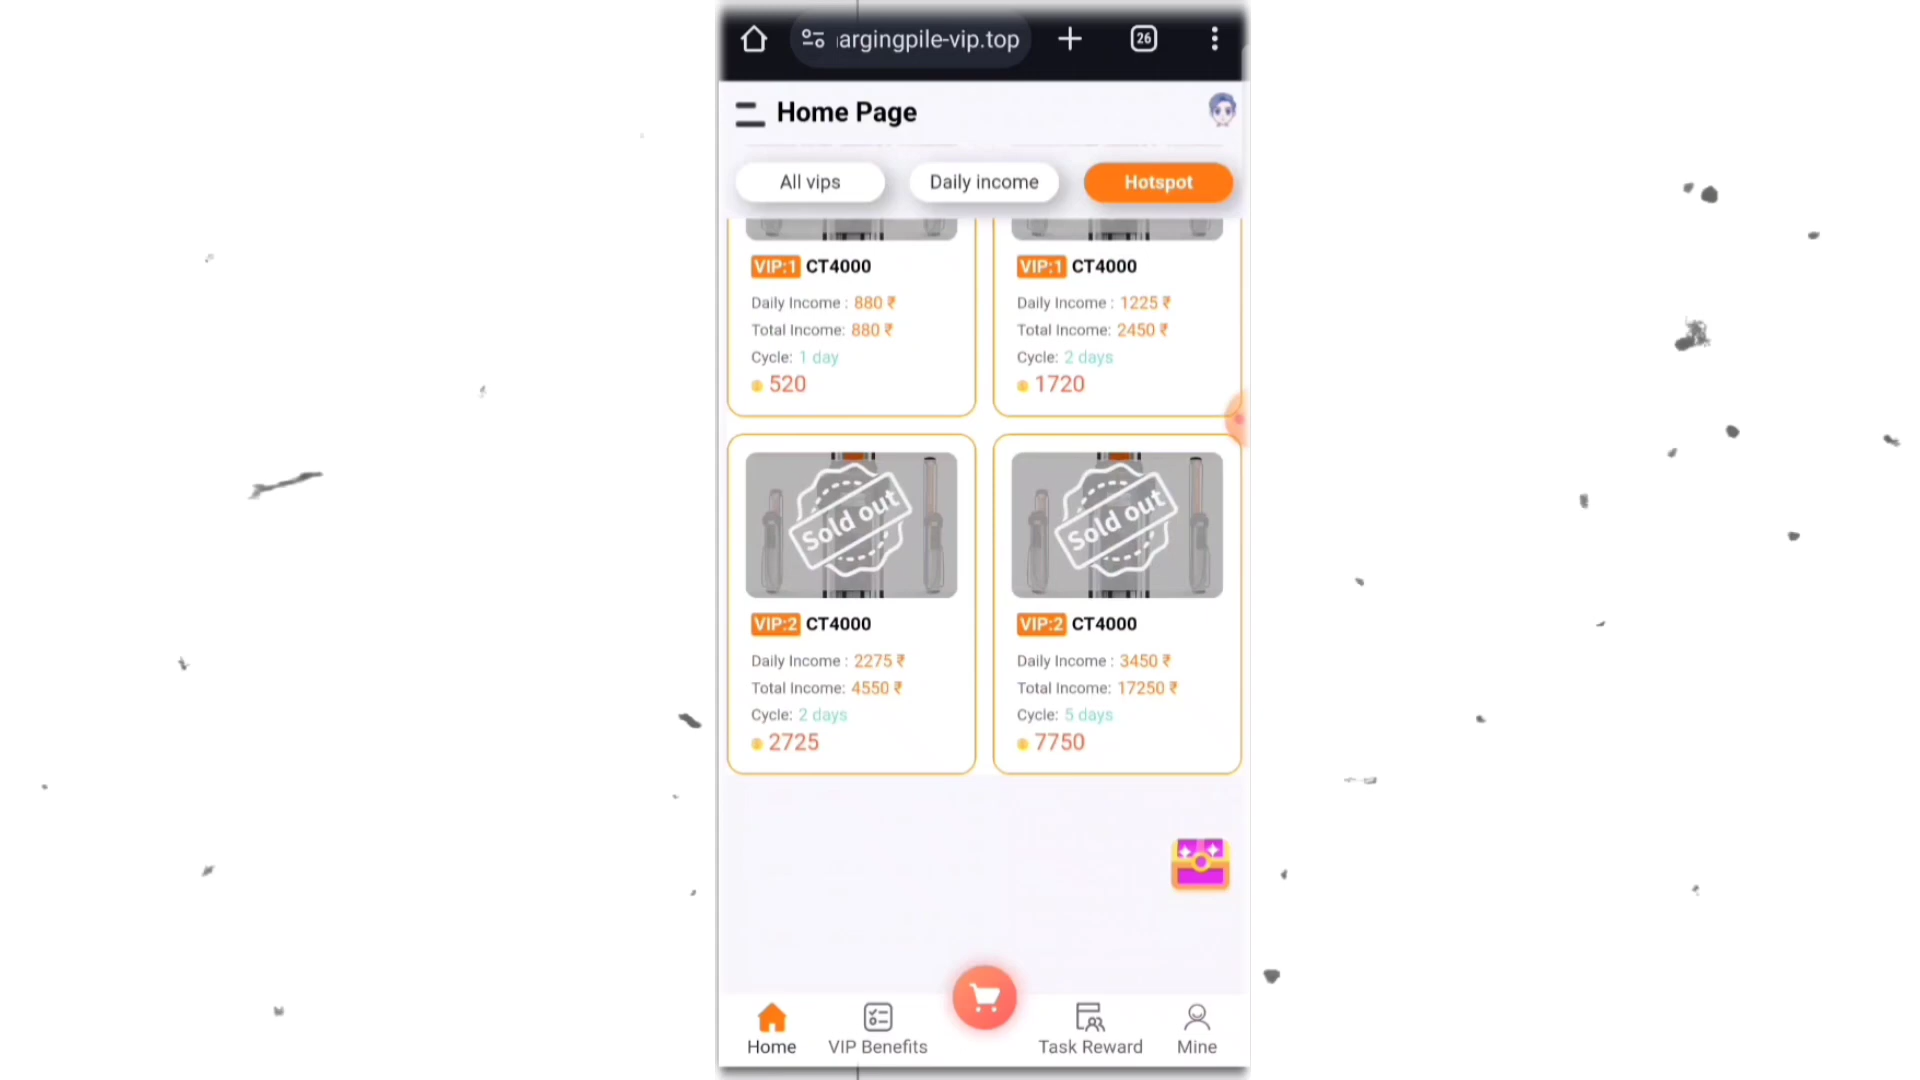 argingpile-vip.top
26
Home Page
All vips
Daily income
Hotspot
VIP:1 CT4000
Daily Income : 880 ₹
Total Income: 880 ₹
Cycle: 1 day
520
VIP:1 CT4000
Daily Income : 1225 ₹
Total Income: 2450 ₹
Cycle: 2 days
1720
Sold out
VIP:2 CT4000
Daily Income : 2275 ₹
Total Income: 4550 ₹
Cycle: 2 days
2725
Sold out
VIP:2 CT4000
Daily Income : 3450 ₹
Total Income: 17250 ₹
Cycle: 5 days
7750
Home
VIP Benefits
Task Reward
Mine